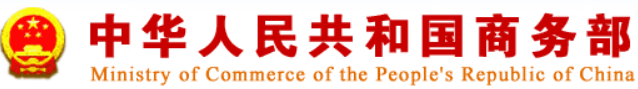 中华人民共和国商务部
Ministry of Commerce of the People's Republic of China